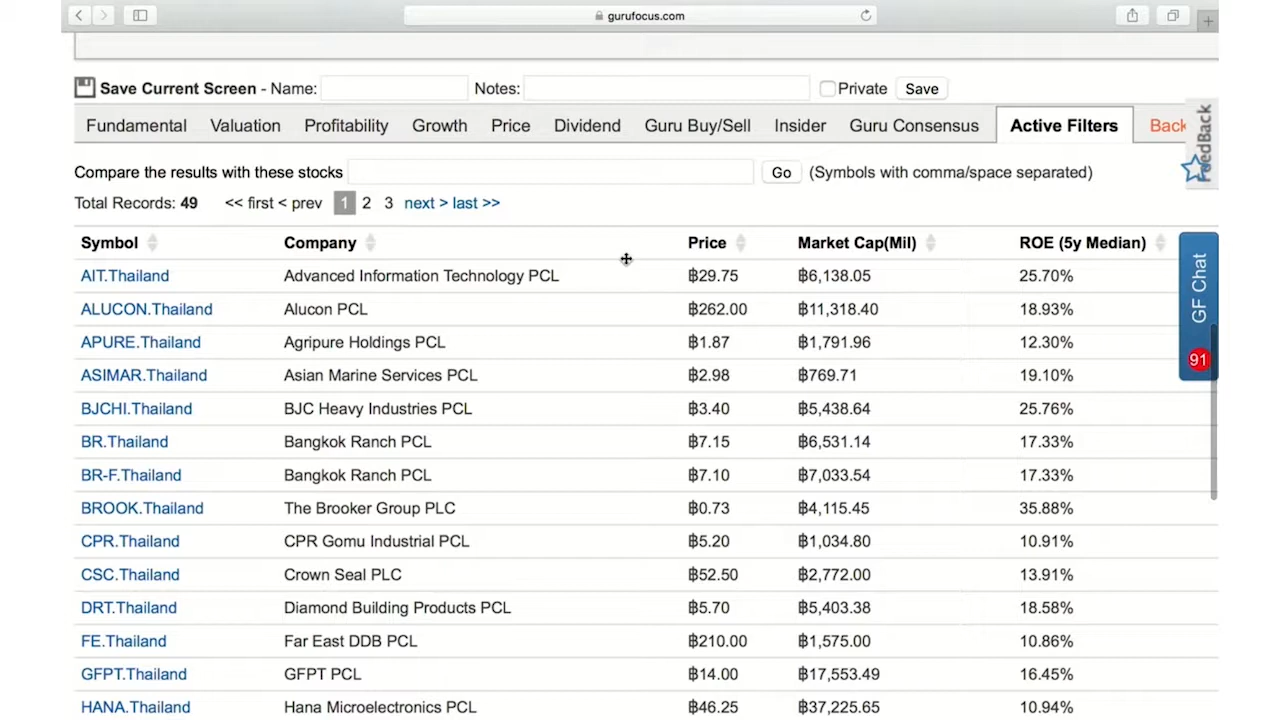 gurufocus.com
Save Current Screen - Name: Notes: Private Save
Fundamental Valuation Profitability Growth Price Dividend Guru Buy/Sell Insider Guru Consensus Active Filters Back
FeedBack
Compare the results with these stocks Go (Symbols with comma/space separated)
Total Records: 49 << first < prev 1 2 3 next > last >>
Symbol Company Price Market Cap(Mil) ROE (5y Median)
AIT.Thailand Advanced Information Technology PCL ฿29.75 ฿6,138.05 25.70%
ALUCON.Thailand Alucon PCL ฿262.00 ฿11,318.40 18.93%
APURE.Thailand Agripure Holdings PCL ฿1.87 ฿1,791.96 12.30%
ASIMAR.Thailand Asian Marine Services PCL ฿2.98 ฿769.71 19.10%
BJCHI.Thailand BJC Heavy Industries PCL ฿3.40 ฿5,438.64 25.76%
BR.Thailand Bangkok Ranch PCL ฿7.15 ฿6,531.14 17.33%
BR-F.Thailand Bangkok Ranch PCL ฿7.10 ฿7,033.54 17.33%
BROOK.Thailand The Brooker Group PLC ฿0.73 ฿4,115.45 35.88%
CPR.Thailand CPR Gomu Industrial PCL ฿5.20 ฿1,034.80 10.91%
CSC.Thailand Crown Seal PLC ฿52.50 ฿2,772.00 13.91%
DRT.Thailand Diamond Building Products PCL ฿5.70 ฿5,403.38 18.58%
FE.Thailand Far East DDB PCL ฿210.00 ฿1,575.00 10.86%
GFPT.Thailand GFPT PCL ฿14.00 ฿17,553.49 16.45%
HANA.Thailand Hana Microelectronics PCL ฿46.25 ฿37,225.65 10.94%
GF Chat
91